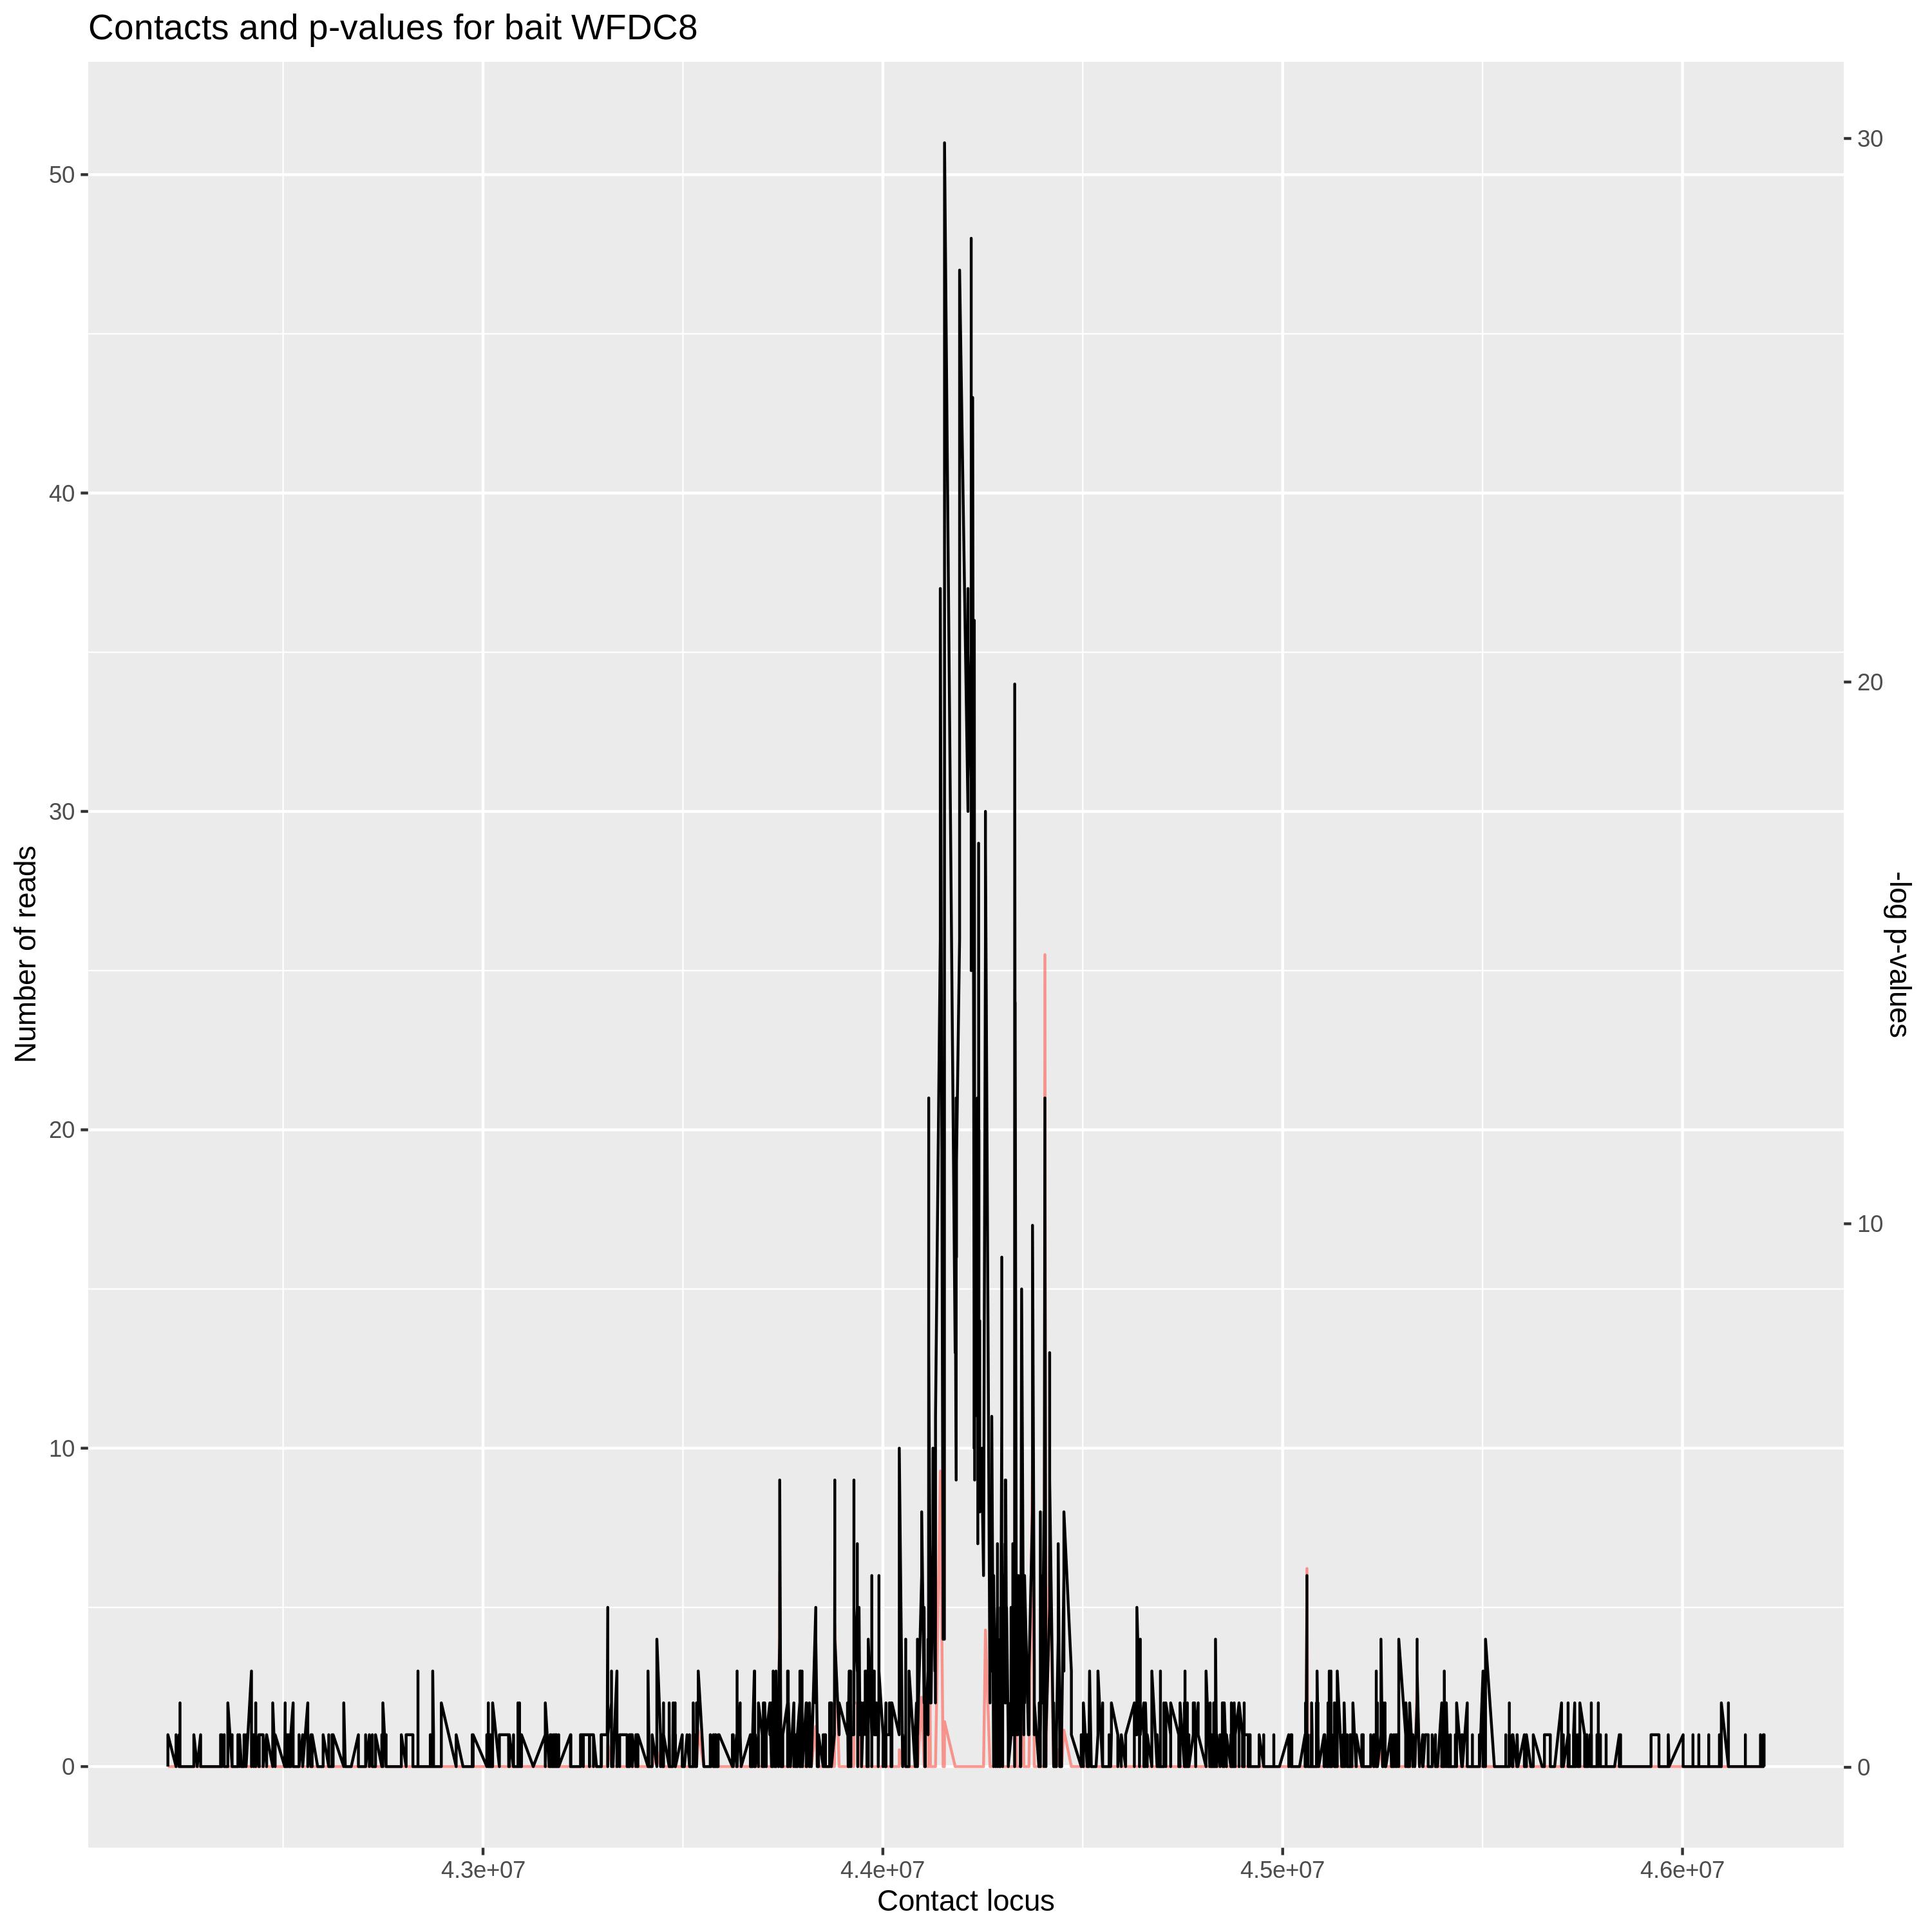 Contacts and p-values for bait WFDC8
50
40
30
20
10
0
Number of reads
30
20
10
0
-log p-values
4.3e+07
4.4e+07
4.5e+07
4.6e+07
Contact locus